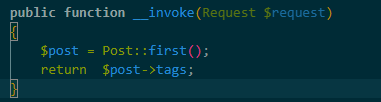 public function __invoke(Request $request)
{
    $post = Post::first();
    return  $post->tags;
}